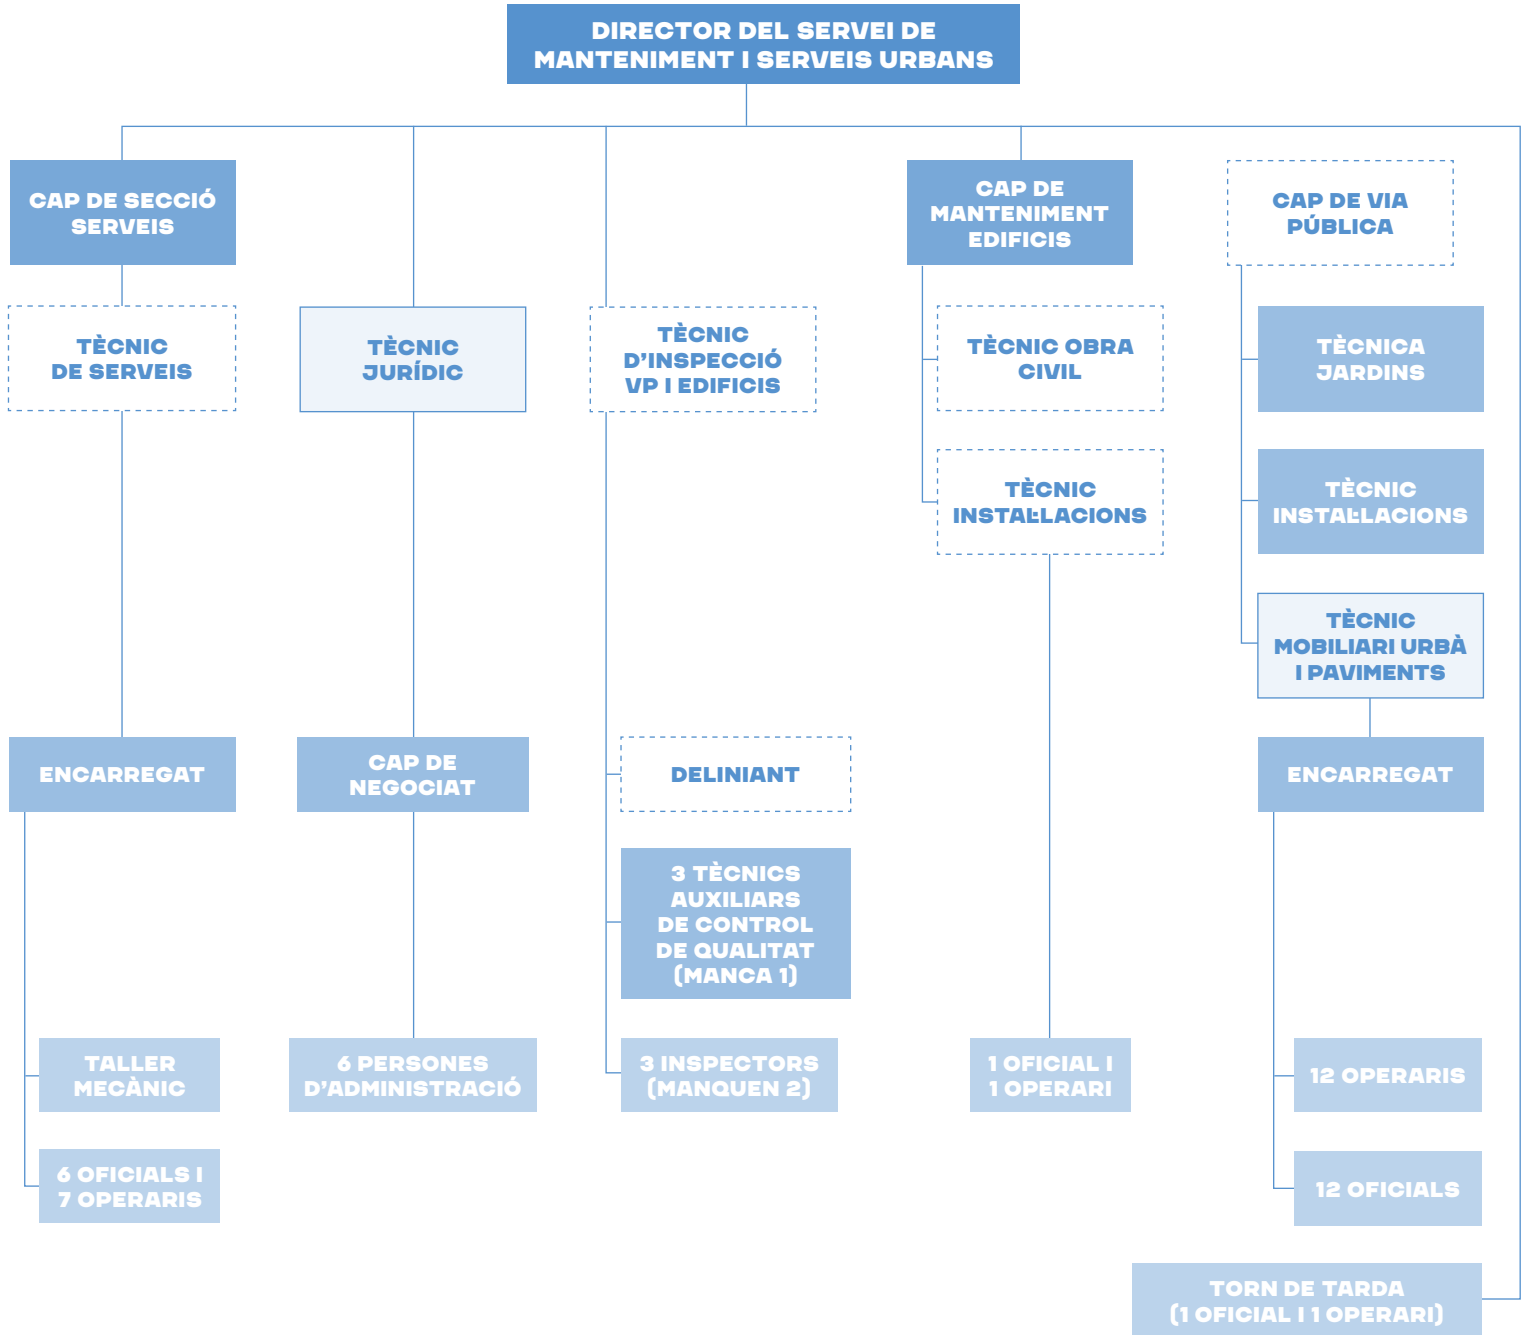 DIRECTOR DEL SERVEI DE
MANTENIMENT I SERVEIS URBANS
CAP DE SECCIÓ
SERVEIS
CAP DE
MANTENIMENT
EDIFICIS
CAP DE VIA
PÚBLICA
TÈCNIC
DE SERVEIS
TÈCNIC
JURÍDIC
TÈCNIC
D’INSPECCIÓ
VP I EDIFICIS
TÈCNIC OBRA
CIVIL
TÈCNICA
JARDINS
TÈCNIC
INSTAL·LACIONS
TÈCNIC
INSTAL·LACIONS
TÈCNIC
MOBILIARI URBÀ
I PAVIMENTS
ENCARREGAT
CAP DE
NEGOCIAT
DELINIANT
ENCARREGAT
3 TÈCNICS
AUXILIARS
DE CONTROL
DE QUALITAT
(MANCA 1)
TALLER
MECÀNIC
6 PERSONES
D’ADMINISTRACIÓ
3 INSPECTORS
(MANQUEN 2)
1 OFICIAL I
1 OPERARI
12 OPERARIS
6 OFICIALS I
7 OPERARIS
12 OFICIALS
TORN DE TARDA
(1 OFICIAL I 1 OPERARI)